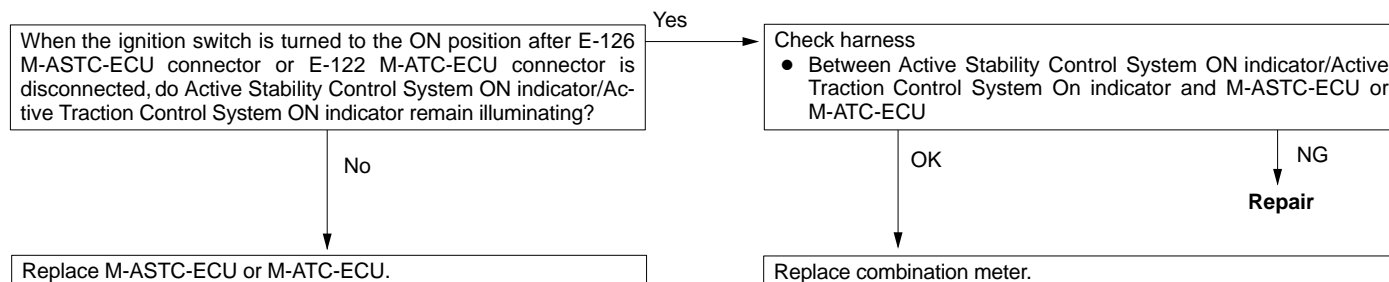 Yes
When the ignition switch is turned to the ON position after E-126
M-ASTC-ECU connector or E-122 M-ATC-ECU connector is
disconnected, do Active Stability Control System ON indicator/Ac-
tive Traction Control System ON indicator remain illuminating?
Check harness
● Between Active Stability Control System ON indicator/Active
Traction Control System On indicator and M-ASTC-ECU or
M-ATC-ECU
No
OK
NG
Repair
Replace M-ASTC-ECU or M-ATC-ECU.
Replace combination meter.